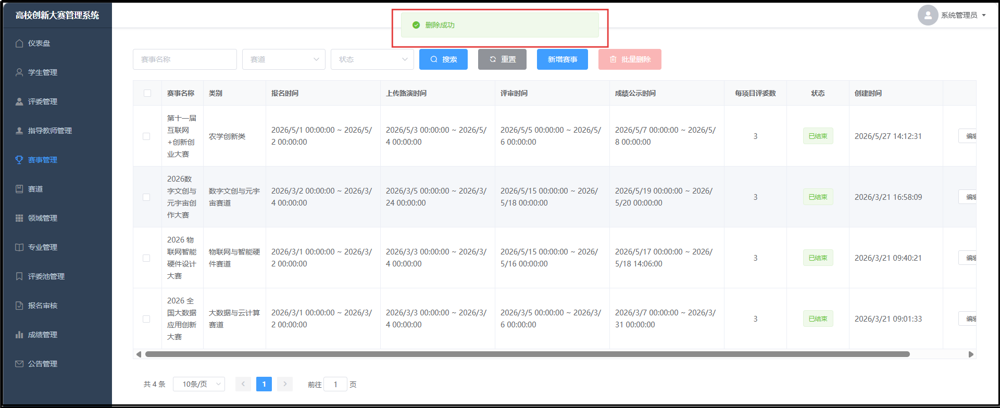 高校创新大赛管理系统
删除成功
系统管理员
仪表盘
学生管理
评委管理
指导教师管理
赛事管理
赛道
领域管理
专业管理
评委池管理
报名审核
成绩管理
公告管理
赛事名称 赛道 状态 搜索 重置 新增赛事 批量删除
赛事名称 类别 报名时间 上传路演时间 评审时间 成绩公示时间 每项目评委数 状态 创建时间
第十一届
互联网
+创新创
业大赛
农学创新类
2026/5/1 00:00:00 ~ 2026/5/
2 00:00:00
2026/5/3 00:00:00 ~ 2026/5/
4 00:00:00
2026/5/5 00:00:00 ~ 2026/5/
6 00:00:00
2026/5/7 00:00:00 ~ 2026/5/
8 00:00:00
3
已结束
2026/5/27 14:12:31
编辑
2026数
字文创与
元宇宙创
作大赛
数字文创与元宇
宙赛道
2026/3/2 00:00:00 ~ 2026/3/
4 00:00:00
2026/3/5 00:00:00 ~ 2026/3/
24 00:00:00
2026/5/15 00:00:00 ~ 2026/
5/18 00:00:00
2026/5/19 00:00:00 ~ 2026/
5/20 00:00:00
3
已结束
2026/3/21 16:58:09
编辑
2026 物
联网智能
硬件设计
大赛
物联网与智能硬
件赛道
2026/3/1 00:00:00 ~ 2026/3/
2 00:00:00
2026/3/3 00:00:00 ~ 2026/3/
4 00:00:00
2026/5/15 00:00:00 ~ 2026/
5/16 00:00:00
2026/5/17 00:00:00 ~ 2026/
5/18 14:06:00
3
已结束
2026/3/21 09:40:21
编辑
2026 全
国大数据
应用创新
大赛
大数据与云计算
赛道
2026/3/1 00:00:00 ~ 2026/3/
2 00:00:00
2026/3/3 00:00:00 ~ 2026/3/
4 00:00:00
2026/3/5 00:00:00 ~ 2026/3/
6 00:00:00
2026/3/7 00:00:00 ~ 2026/3/
31 00:00:00
3
已结束
2026/3/21 09:01:33
编辑
共 4 条 10条/页 1 前往 1 页